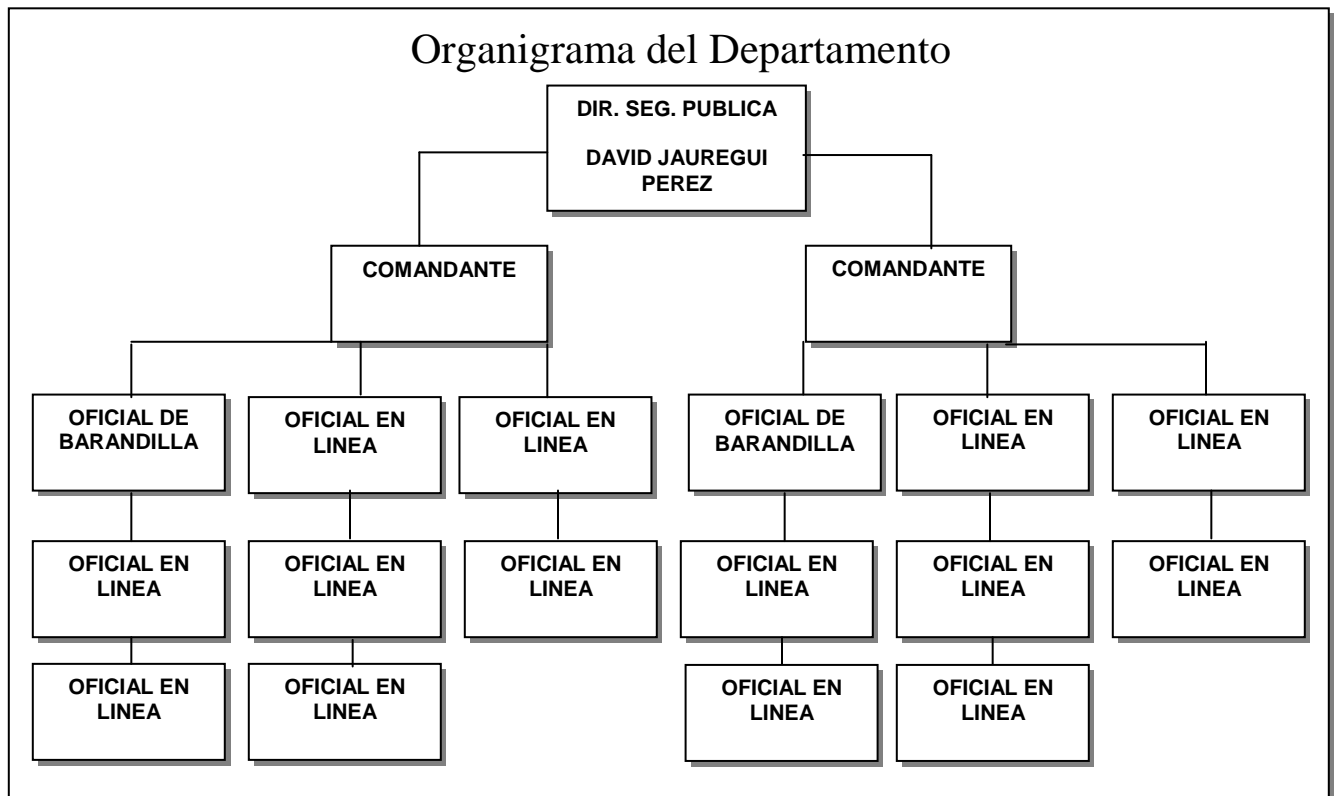 Organigrama del Departamento
DIR. SEG. PUBLICA
DAVID JAUREGUI
PEREZ
COMANDANTE
COMANDANTE
OFICIAL DE
BARANDILLA
OFICIAL EN
LINEA
OFICIAL EN
LINEA
OFICIAL DE
BARANDILLA
OFICIAL EN
LINEA
OFICIAL EN
LINEA
OFICIAL EN
LINEA
OFICIAL EN
LINEA
OFICIAL EN
LINEA
OFICIAL EN
LINEA
OFICIAL EN
LINEA
OFICIAL EN
LINEA
OFICIAL EN
LINEA
OFICIAL EN
LINEA
OFICIAL EN
LINEA
OFICIAL EN
LINEA